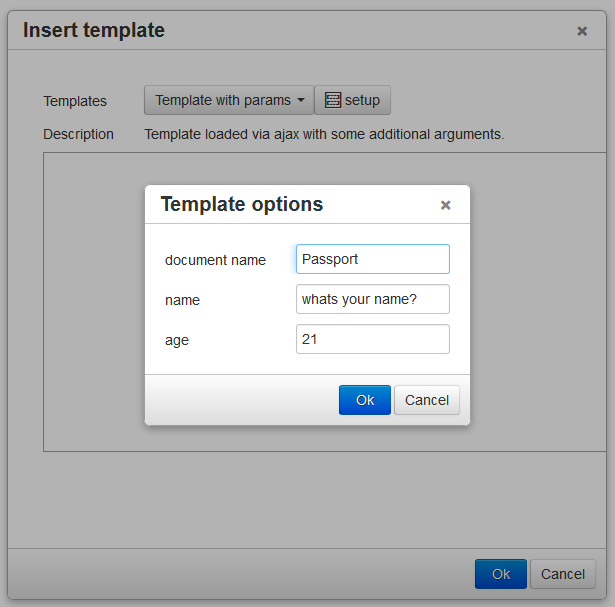 Insert template ×
Templates Template with params setup
Description Template loaded via ajax with some additional arguments.
Template options ×
document name Passport
name whats your name?
age 21
Ok Cancel
Ok Cancel